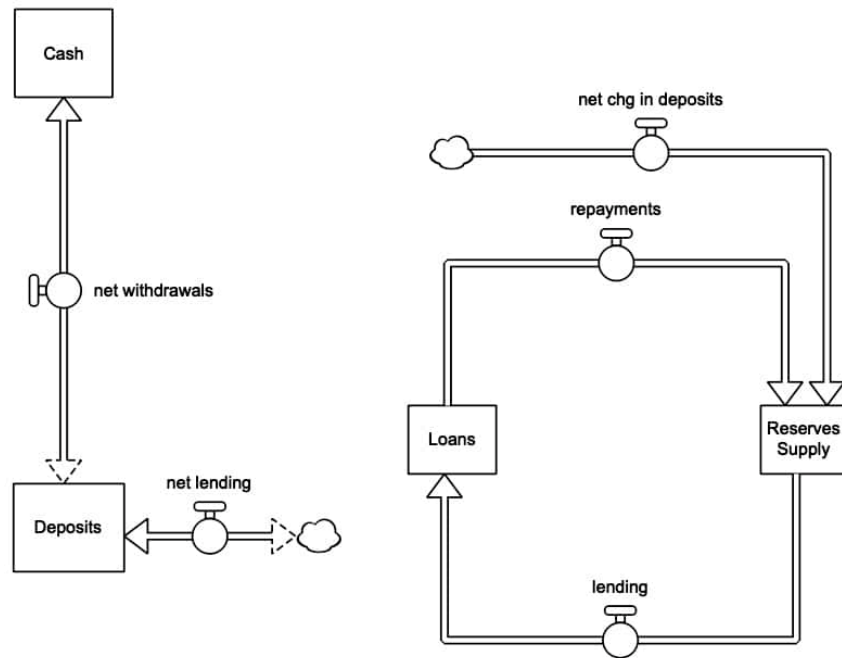 Cash
net chg in deposits
repayments
net withdrawals
Loans
Reserves
Supply
net lending
Deposits
lending